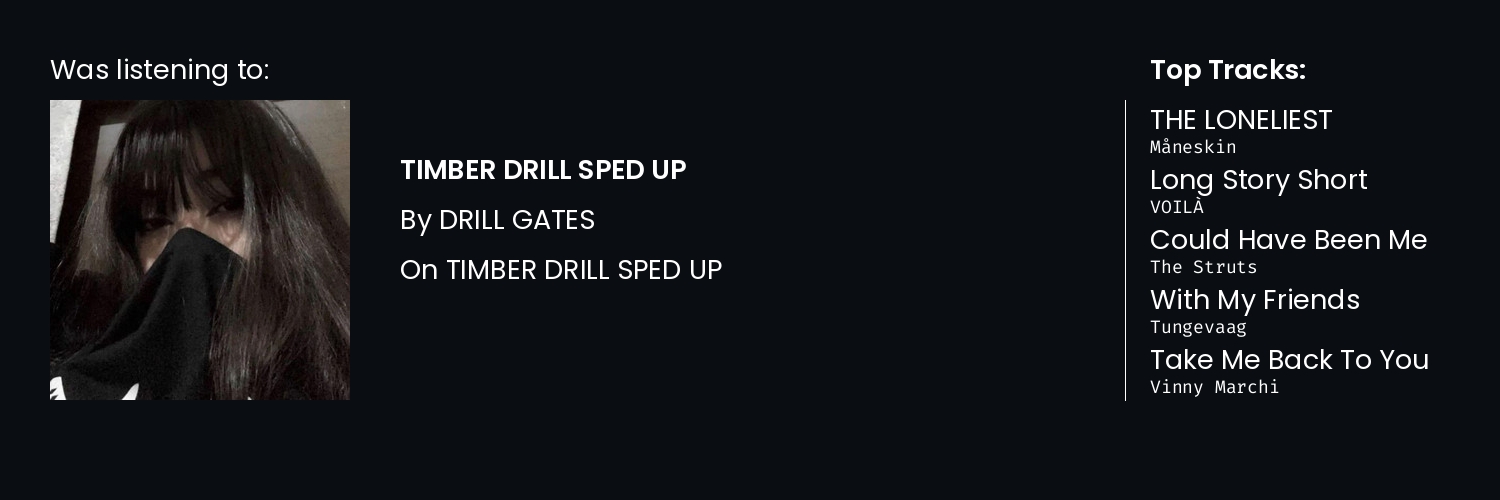 Was listening to:
TIMBER DRILL SPED UP
By DRILL GATES
On TIMBER DRILL SPED UP
Top Tracks:
THE LONELIEST
Måneskin
Long Story Short
VOILÀ
Could Have Been Me
The Struts
With My Friends
Tungevaag
Take Me Back To You
Vinny Marchi